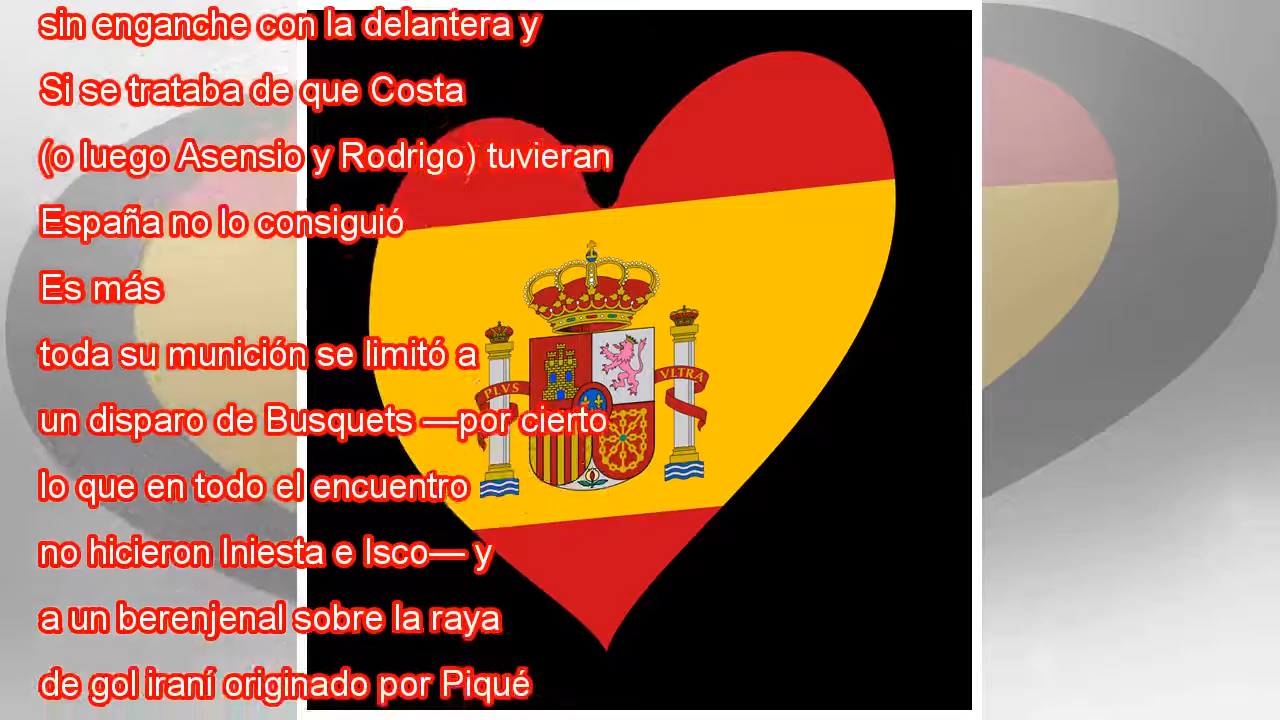 sin enganche con la delantera y
Si se trataba de que Costa
(o luego Asensio y Rodrigo) tuvieran
España no lo consiguió
Es más
toda su munición se limitó a
un disparo de Busquets —por cierto
lo que en todo el encuentro
no hicieron Iniesta e Isco— y
a un berenjenal sobre la raya
de gol iraní originado por Piqué
PLVS VLTRA